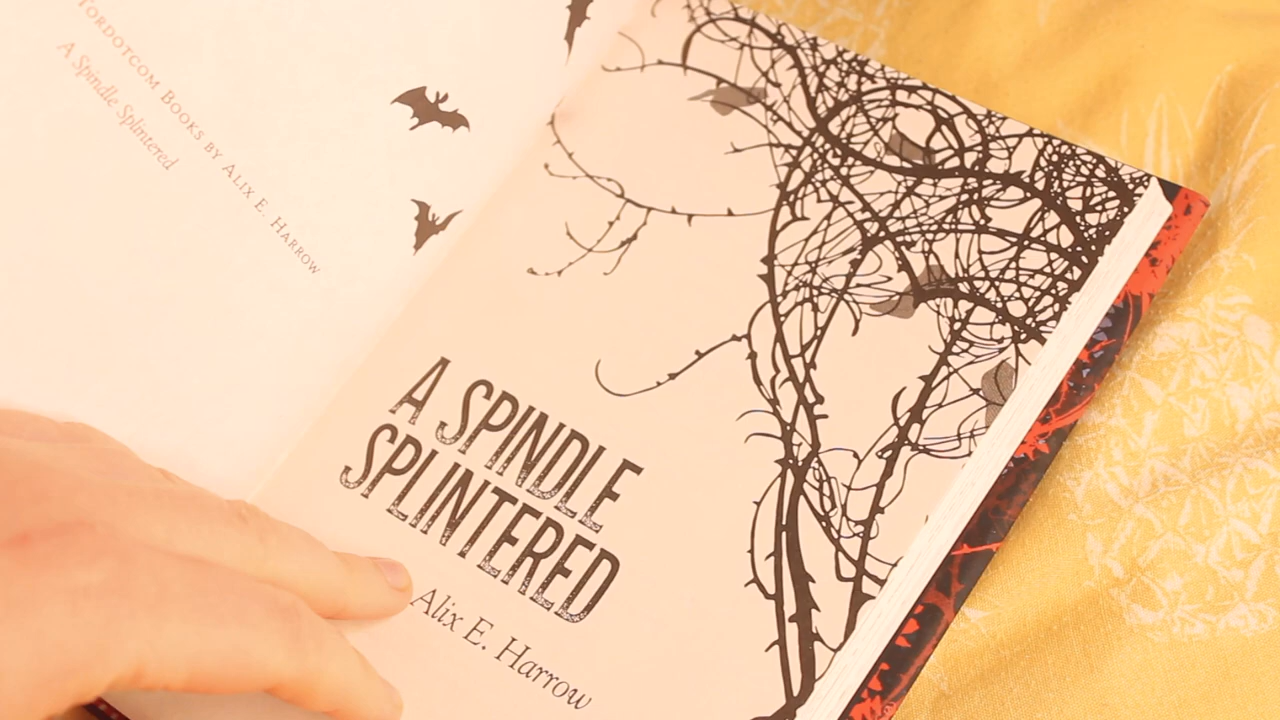 TORDOTCOM BOOKS BY ALIX E. HARROW
A Spindle Splintered
A SPINDLE
SPLINTERED
Alix E. Harrow